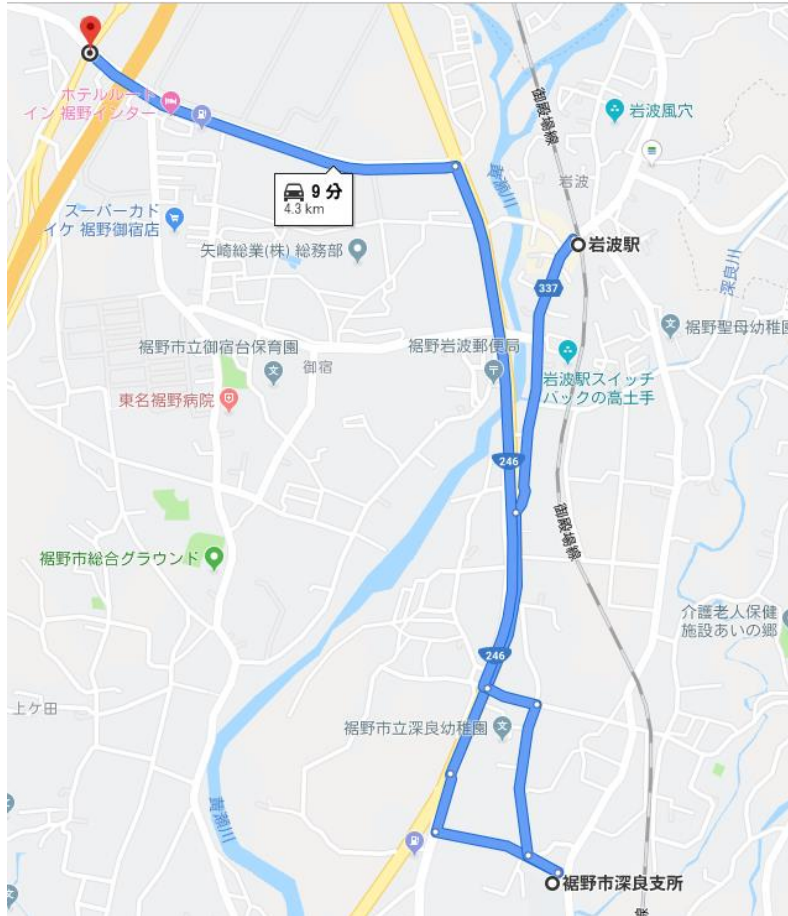 御殿場線
岩波風穴
ホテルルート
イン 裾野インター
9 分
4.3 km
岩波
黄瀬川
スーパーカド
イケ 裾野御宿店
矢崎総業(株) 総務部
岩波駅
深良川
337
裾野聖母幼稚園
裾野市立御宿台保育園
御宿
裾野岩波郵便局
岩波駅スイッチ
バックの高土手
東名裾野病院
246
御殿場線
裾野市総合グラウンド
介護老人保健
施設あいの郷
246
上ケ田
裾野市立深良幼稚園
黄瀬川
裾野市深良支所